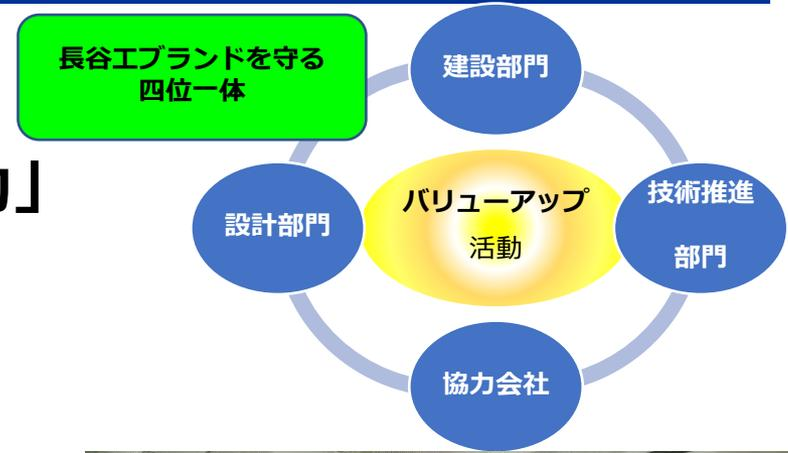 長谷工ブランドを守る
四位一体
建設部門
」
設計部門
バリューアップ
活動
技術推進
部門
協力会社